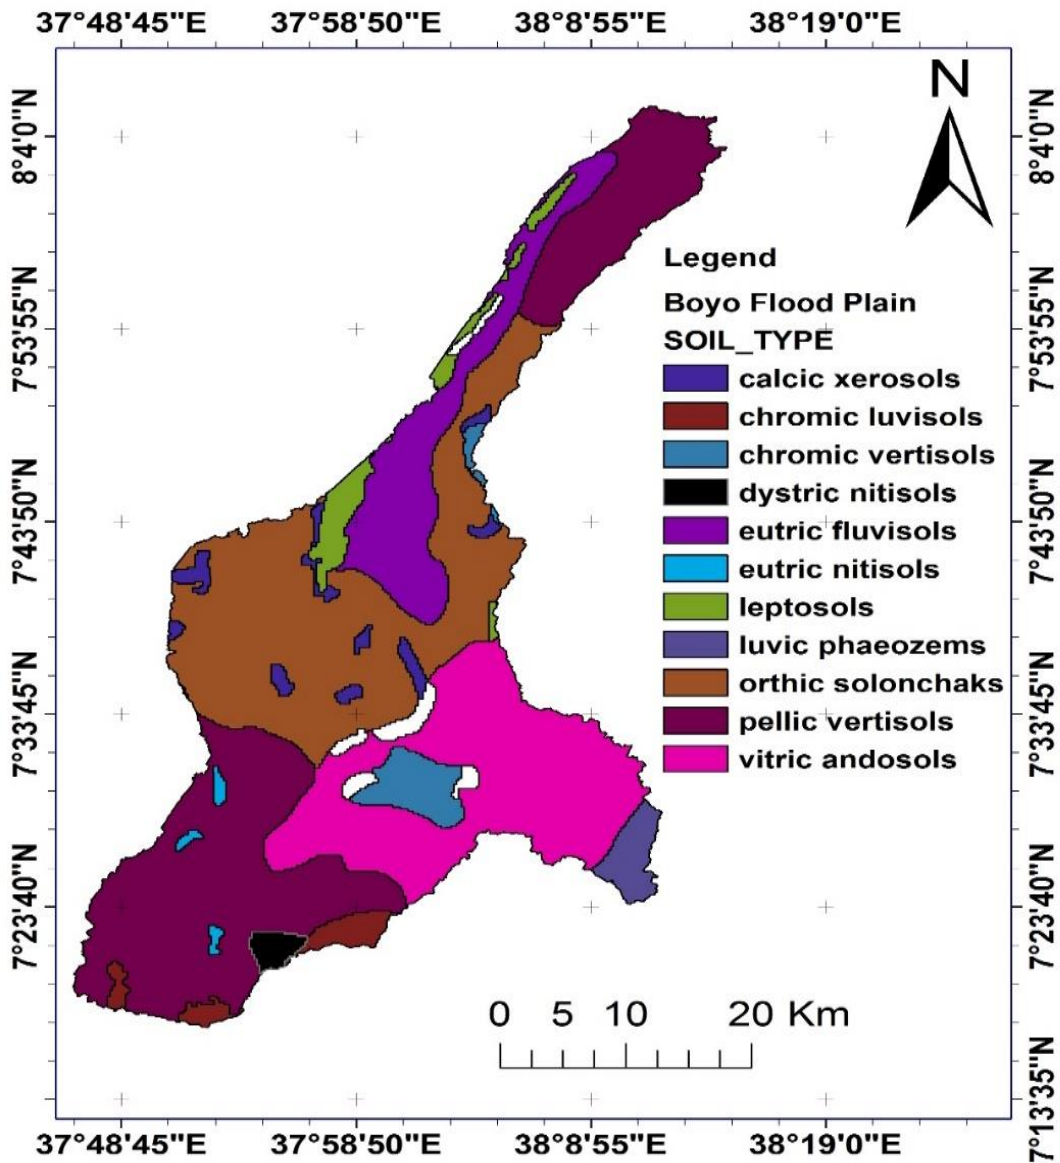 37°48'45"E 37°58'50"E 38°8'55"E 38°19'0"E
N
8°4'0"N 8°4'0"N
Legend
Boyo Flood Plain
7°53'55"N 7°53'55"N
SOIL_TYPE
calcic xerosols
chromic luvisols
chromic vertisols
dystric nitisols
7°43'50"N 7°43'50"N
eutric fluvisols
eutric nitisols
leptosols
luvic phaeozems
orthic solonchaks
7°33'45"N 7°33'45"N
pellic vertisols
vitric andosols
7°23'40"N 7°23'40"N
0 5 10 20 Km
7°13'35"N
37°48'45"E 37°58'50"E 38°8'55"E 38°19'0"E